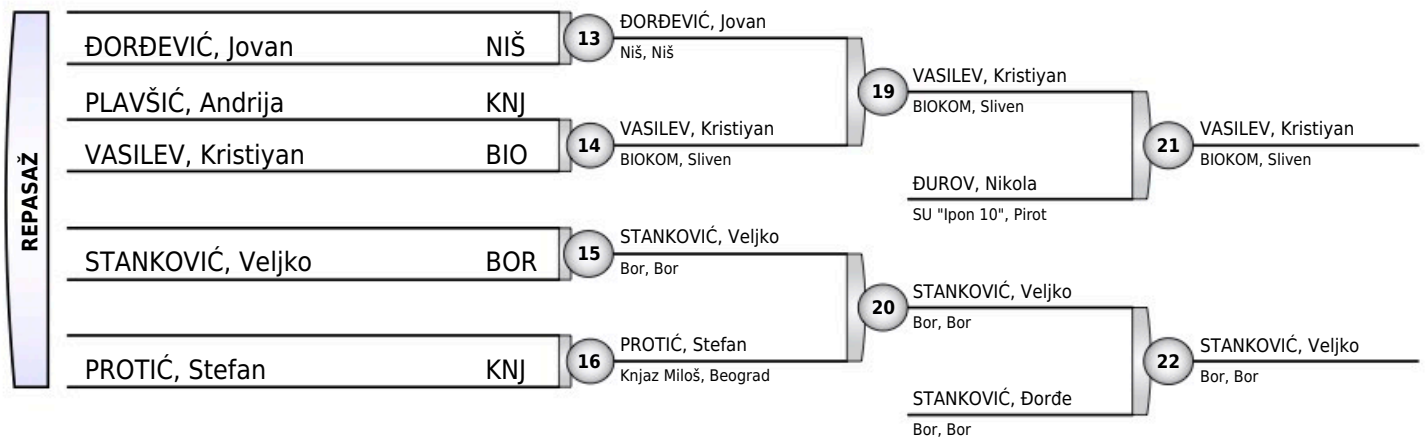 REPASAŽ
ĐORĐEVIĆ, Jovan NIŠ
PLAVŠIĆ, Andrija KNJ
VASILEV, Kristiyan BIO
STANKOVIĆ, Veljko BOR
PROTIĆ, Stefan KNJ
13
ĐORĐEVIĆ, Jovan
Niš, Niš
14
VASILEV, Kristiyan
BIOKOM, Sliven
15
STANKOVIĆ, Veljko
Bor, Bor
16
PROTIĆ, Stefan
Knjaz Miloš, Beograd
19
VASILEV, Kristiyan
BIOKOM, Sliven
ĐUROV, Nikola
SU "Ipon 10", Pirot
20
STANKOVIĆ, Veljko
Bor, Bor
STANKOVIĆ, Đorđe
Bor, Bor
21
VASILEV, Kristiyan
BIOKOM, Sliven
22
STANKOVIĆ, Veljko
Bor, Bor